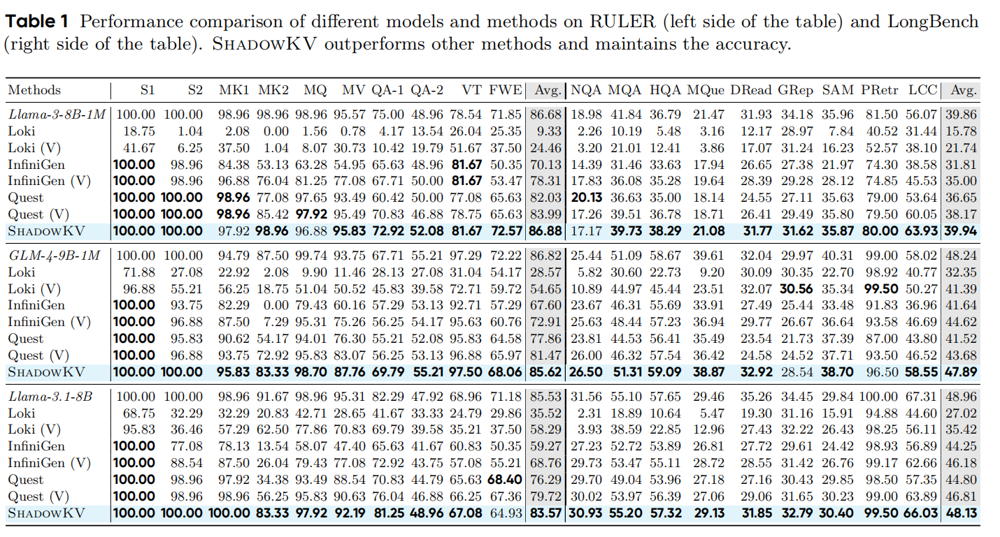 Table 1 Performance comparison of different models and methods on RULER (left side of the table) and LongBench
(right side of the table). SHADOWKV outperforms other methods and maintains the accuracy.
Methods S1 S2 MK1 MK2 MQ MV QA-1 QA-2 VT FWE Avg. NQA MQA HQA MQue DRead GRep SAM PRetr LCC Avg.
Llama-3-8B-1M 100.00 100.00 98.96 98.96 98.96 95.57 75.00 48.96 78.54 71.85 86.68 18.98 41.84 36.79 21.47 31.93 34.18 35.96 81.50 56.07 39.86
Loki 18.75 1.04 2.08 0.00 1.56 0.78 4.17 13.54 26.04 25.35 9.33 2.26 10.19 5.48 3.16 12.17 28.97 7.84 40.52 31.44 15.78
Loki (V) 41.67 6.25 37.50 1.04 8.07 30.73 10.42 19.79 51.67 37.50 24.46 3.20 21.01 12.41 3.86 17.07 31.24 16.23 52.57 38.10 21.74
InfiniGen 100.00 98.96 84.38 53.13 63.28 54.95 65.63 48.96 81.67 50.35 70.13 14.39 31.46 33.63 17.94 26.65 27.38 21.97 74.30 38.58 31.81
InfiniGen (V) 100.00 98.96 96.88 76.04 81.25 77.08 67.71 50.00 81.67 53.47 78.31 17.83 36.08 35.28 19.64 28.39 29.28 28.12 74.85 45.53 35.00
Quest 100.00 100.00 98.96 77.08 97.65 93.49 60.42 50.00 77.08 65.63 82.03 20.13 36.63 35.00 18.14 24.55 27.11 35.63 79.00 53.64 36.65
Quest (V) 100.00 100.00 98.96 85.42 97.92 95.49 70.83 46.88 78.75 65.63 83.99 17.26 39.51 36.78 18.71 26.41 29.49 35.80 79.50 60.05 38.17
SHADOWKV 100.00 100.00 97.92 98.96 96.88 95.83 72.92 52.08 81.67 72.57 86.88 17.17 39.73 38.29 21.08 31.77 31.62 35.87 80.00 63.93 39.94
GLM-4-9B-1M 100.00 100.00 94.79 87.50 99.74 93.75 67.71 55.21 97.29 72.22 86.82 25.44 51.09 58.67 39.61 32.04 29.97 40.31 99.00 58.02 48.24
Loki 71.88 27.08 22.92 2.08 9.90 11.46 28.13 27.08 31.04 54.17 28.57 5.82 30.60 22.73 9.20 30.09 30.35 22.70 98.92 40.77 32.35
Loki (V) 96.88 55.21 56.25 18.75 51.04 50.52 45.83 39.58 72.71 59.72 54.65 10.89 44.97 45.44 23.51 32.07 30.56 35.34 99.50 50.27 41.39
InfiniGen 100.00 93.75 82.29 0.00 79.43 60.16 57.29 53.13 92.71 57.29 67.60 23.67 46.31 55.69 33.91 27.49 25.44 33.48 91.83 36.96 41.64
InfiniGen (V) 100.00 96.88 87.50 7.29 95.31 75.26 56.25 54.17 95.63 60.76 72.91 25.63 48.44 57.23 36.94 29.77 26.67 36.64 93.58 46.69 44.62
Quest 100.00 95.83 90.62 54.17 94.01 76.30 55.21 52.08 95.83 64.58 77.86 23.81 44.53 56.41 35.49 23.54 21.73 37.39 87.00 43.80 41.52
Quest (V) 100.00 96.88 93.75 72.92 95.83 83.07 56.25 53.13 96.88 65.97 81.47 26.00 46.32 57.54 36.42 24.58 24.52 37.71 93.50 46.52 43.68
SHADOWKV 100.00 100.00 95.83 83.33 98.70 87.76 69.79 55.21 97.50 68.06 85.62 26.50 51.31 59.09 38.87 32.92 28.54 38.70 96.50 58.55 47.89
Llama-3.1-8B 100.00 100.00 98.96 91.67 98.96 95.31 82.29 47.92 68.96 71.18 85.53 31.56 55.10 57.65 29.46 35.26 34.45 29.84 100.00 67.31 48.96
Loki 68.75 32.29 32.29 20.83 42.71 28.65 41.67 33.33 24.79 29.86 35.52 2.31 18.89 10.64 5.47 19.30 31.16 15.91 94.88 44.60 27.02
Loki (V) 95.83 36.46 57.29 62.50 77.86 70.83 69.79 39.58 35.21 37.50 58.29 3.93 38.59 22.85 12.96 27.43 32.22 26.43 98.25 56.11 35.42
InfiniGen 100.00 77.08 78.13 13.54 58.07 47.40 65.63 41.67 60.83 50.35 59.27 27.23 52.72 53.89 26.81 27.72 29.61 24.42 98.93 56.89 44.25
InfiniGen (V) 100.00 88.54 87.50 26.04 79.43 77.08 72.92 43.75 57.08 55.21 68.76 29.73 53.47 55.11 28.72 28.55 31.42 26.76 99.17 62.66 46.18
Quest 100.00 98.96 97.92 34.38 93.49 88.54 70.83 44.79 65.63 68.40 76.29 29.70 49.04 53.96 27.18 27.16 30.43 29.85 98.50 57.35 44.80
Quest (V) 100.00 98.96 98.96 56.25 95.83 90.63 76.04 46.88 66.25 67.36 79.72 30.02 53.97 56.39 27.06 29.06 31.65 30.23 99.00 63.89 46.81
SHADOWKV 100.00 100.00 100.00 83.33 97.92 92.19 81.25 48.96 67.08 64.93 83.57 30.93 55.20 57.32 29.13 31.85 32.79 30.40 99.50 66.03 48.13